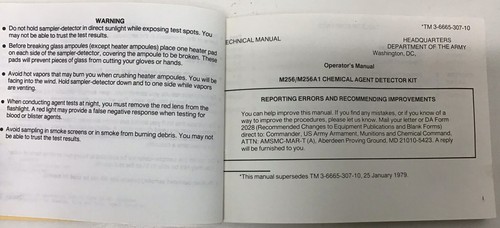 WARNING
● Do not hold sampler-detector in direct sunlight while exposing test spots. You
may not be able to trust the test results.
● Before breaking glass ampoules (except heater ampoules) place one heater pad
on each side of the sampler-detector, covering the ampoule to be broken. These
pads will prevent pieces of glass from cutting your gloves or hands.
● Avoid hot vapors that may burn you when crushing heater ampoules. You will be
facing into the wind. Hold sampler-detector down and to one side while vapors
are venting.
● When conducting agent tests at night, you must remove the red lens from the
flashlight. A red light may provide a false negative response when testing for
blood or blister agents.
● Avoid sampling in smoke screens or in smoke from burning debris. You may not
be able to trust the test results.
*TM 3-6665-307-10
ECHNICAL MANUAL
HEADQUARTERS
DEPARTMENT OF THE ARMY
Washington, DC,
Operator's Manual
M256/M256A1 CHEMICAL AGENT DETECTOR KIT
REPORTING ERRORS AND RECOMMENDING IMPROVEMENTS
You can help improve this manual. If you find any mistakes, or if you know of a
way to improve the procedures, please let us know. Mail your letter or DA Form
2028 (Recommended Changes to Equipment Publications and Blank Forms)
direct to: Commander, US Army Armament, Munitions and Chemical Command,
ATTN: AMSMC-MAR-T (A), Aberdeen Proving Ground, MD 21010-5423. A reply
will be furnished to you.
*This manual supersedes TM 3-6665-307-10, 25 January 1979.